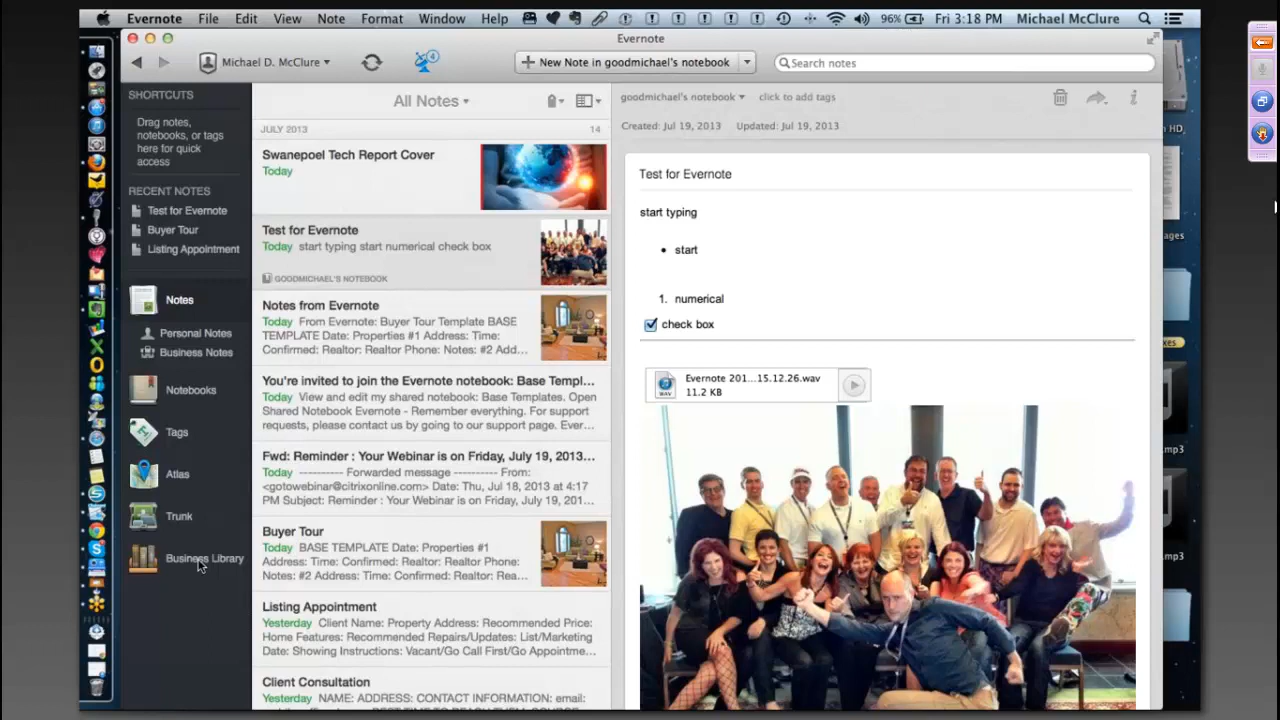 Evernote File Edit View Note Format Window Help 96% Fri 3:18 PM Michael McClure
Evernote
Michael D. McClure 4 New Note in goodmichael's notebook Search notes
SHORTCUTS
Drag notes,
notebooks, or tags
here for quick
access
RECENT NOTES
Test for Evernote
Buyer Tour
Listing Appointment
Notes
Personal Notes
Business Notes
Notebooks
Tags
Atlas
Trunk
Business Library
All Notes
JULY 2013 14
Swanepoel Tech Report Cover
Today
Test for Evernote
Today start typing start numerical check box
GOODMICHAEL'S NOTEBOOK
Notes from Evernote
Today From Evernote: Buyer Tour Template BASE
TEMPLATE Date: Properties #1 Address: Time:
Confirmed: Realtor: Realtor Phone: Notes: #2 Add...
You're invited to join the Evernote notebook: Base Templ...
Today View and edit my shared notebook: Base Templates. Open
Shared Notebook Evernote - Remember everything. For support
requests, please contact us by going to our support page. Ever...
Fwd: Reminder : Your Webinar is on Friday, July 19, 2013...
Today ---------- Forwarded message ---------- From:
<gotowebinar@citrixonline.com> Date: Thu, Jul 18, 2013 at 4:17
PM Subject: Reminder : Your Webinar is on Friday, July 19, 201...
Buyer Tour
Today BASE TEMPLATE Date: Properties #1
Address: Time: Confirmed: Realtor: Realtor Phone:
Notes: #2 Address: Time: Confirmed: Realtor: Rea...
Listing Appointment
Yesterday Client Name: Property Address: Recommended Price:
Home Features: Recommended Repairs/Updates: List/Marketing
Date: Showing Instructions: Vacant/Go Call First/Go Appointme...
Client Consultation
Yesterday NAME: ADDRESS: CONTACT INFORMATION: email:
goodmichael's notebook click to add tags
Created: Jul 19, 2013 Updated: Jul 19, 2013
Test for Evernote
start typing
• start
1. numerical
check box
Evernote 201...15.12.26.wav
11.2 KB
WAV
HD
ages
xes
.mp3
.mp3